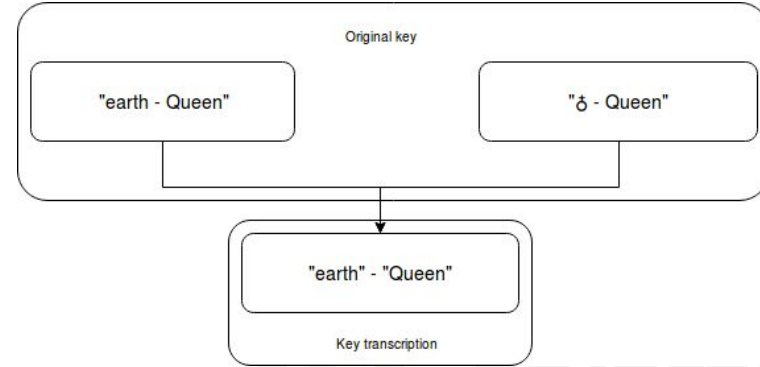 Original key
"earth - Queen"
"♁ - Queen"
"earth" - "Queen"
Key transcription